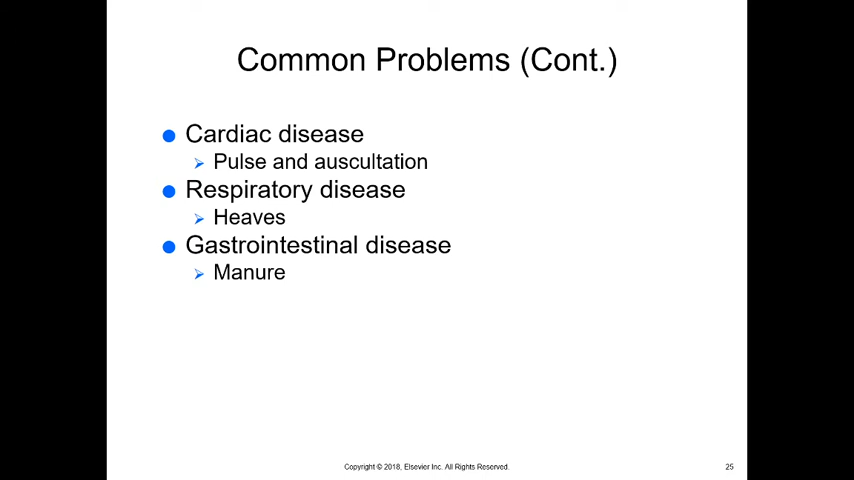 Common Problems (Cont.)
Cardiac disease
Pulse and auscultation
Respiratory disease
Heaves
Gastrointestinal disease
Manure
Copyright © 2018, Elsevier Inc. All Rights Reserved.
25